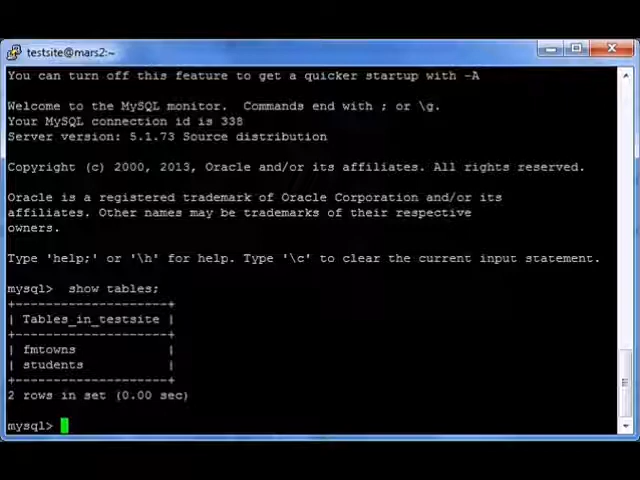 testsite@mars2:~
You can turn off this feature to get a quicker startup with -A
Welcome to the MySQL monitor.  Commands end with ; or \g.
Your MySQL connection id is 338
Server version: 5.1.73 Source distribution
Copyright (c) 2000, 2013, Oracle and/or its affiliates. All rights reserved.
Oracle is a registered trademark of Oracle Corporation and/or its
affiliates. Other names may be trademarks of their respective
owners.
Type 'help;' or '\h' for help. Type '\c' to clear the current input statement.
mysql>  show tables;
+--------------------+
| Tables_in_testsite |
+--------------------+
| fmtowns            |
| students           |
+--------------------+
2 rows in set (0.00 sec)
mysql>